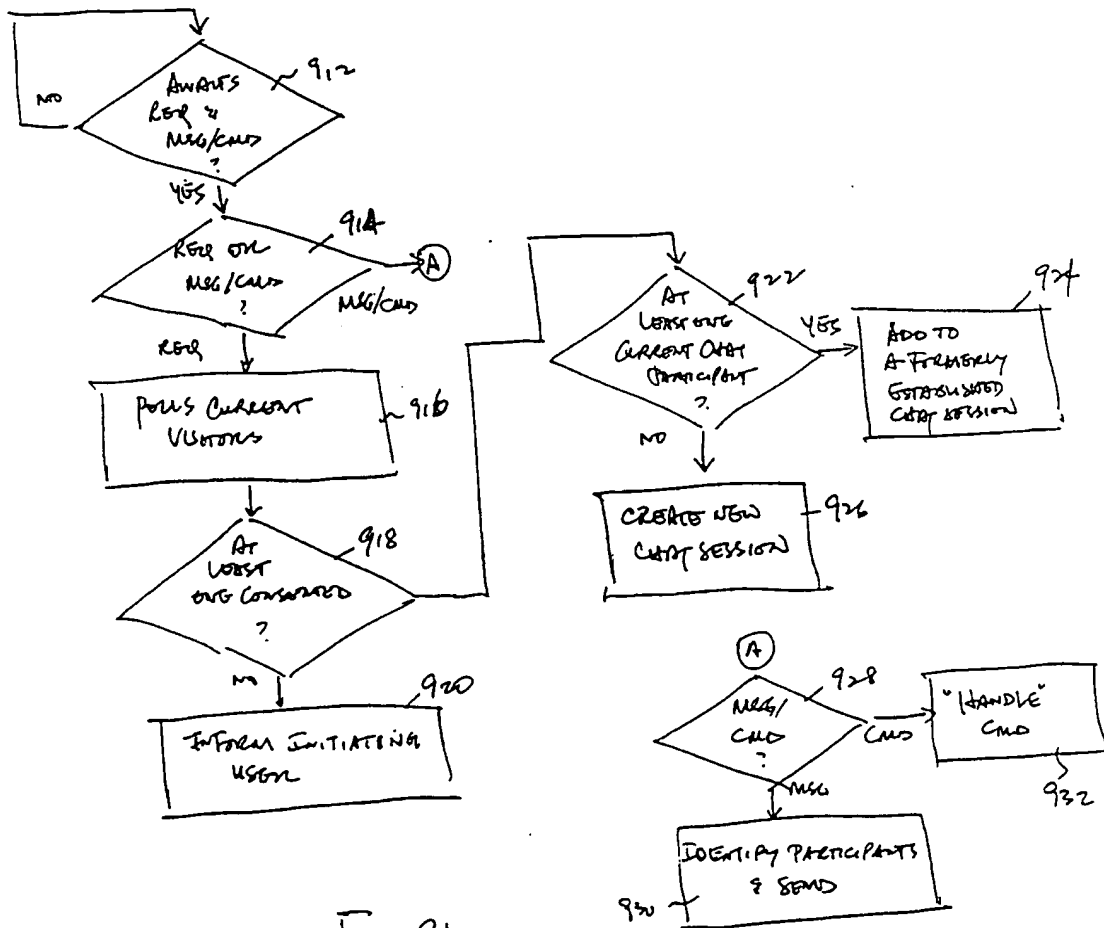 AWAITS
REQ &
MSG/CMD
?
912
NO
YES
REQ OR
MSG/CMD
?
914
A
MSG/CMD
REQ
POLLS CURRENT
VISITORS
916
AT
LEAST
ONE CONSENTED
?
918
NO
INFORM INITIATING
USER
920
AT
LEAST ONE
CURRENT CHAT
PARTICIPANT
?
922
YES
ADD TO
A FORMERLY
ESTABLISHED
CHAT SESSION
924
NO
CREATE NEW
CHAT SESSION
926
A
MSG/
CMD
?
928
CMD
"HANDLE"
CMD
932
MSG
IDENTIFY PARTICIPANTS
& SEND
930